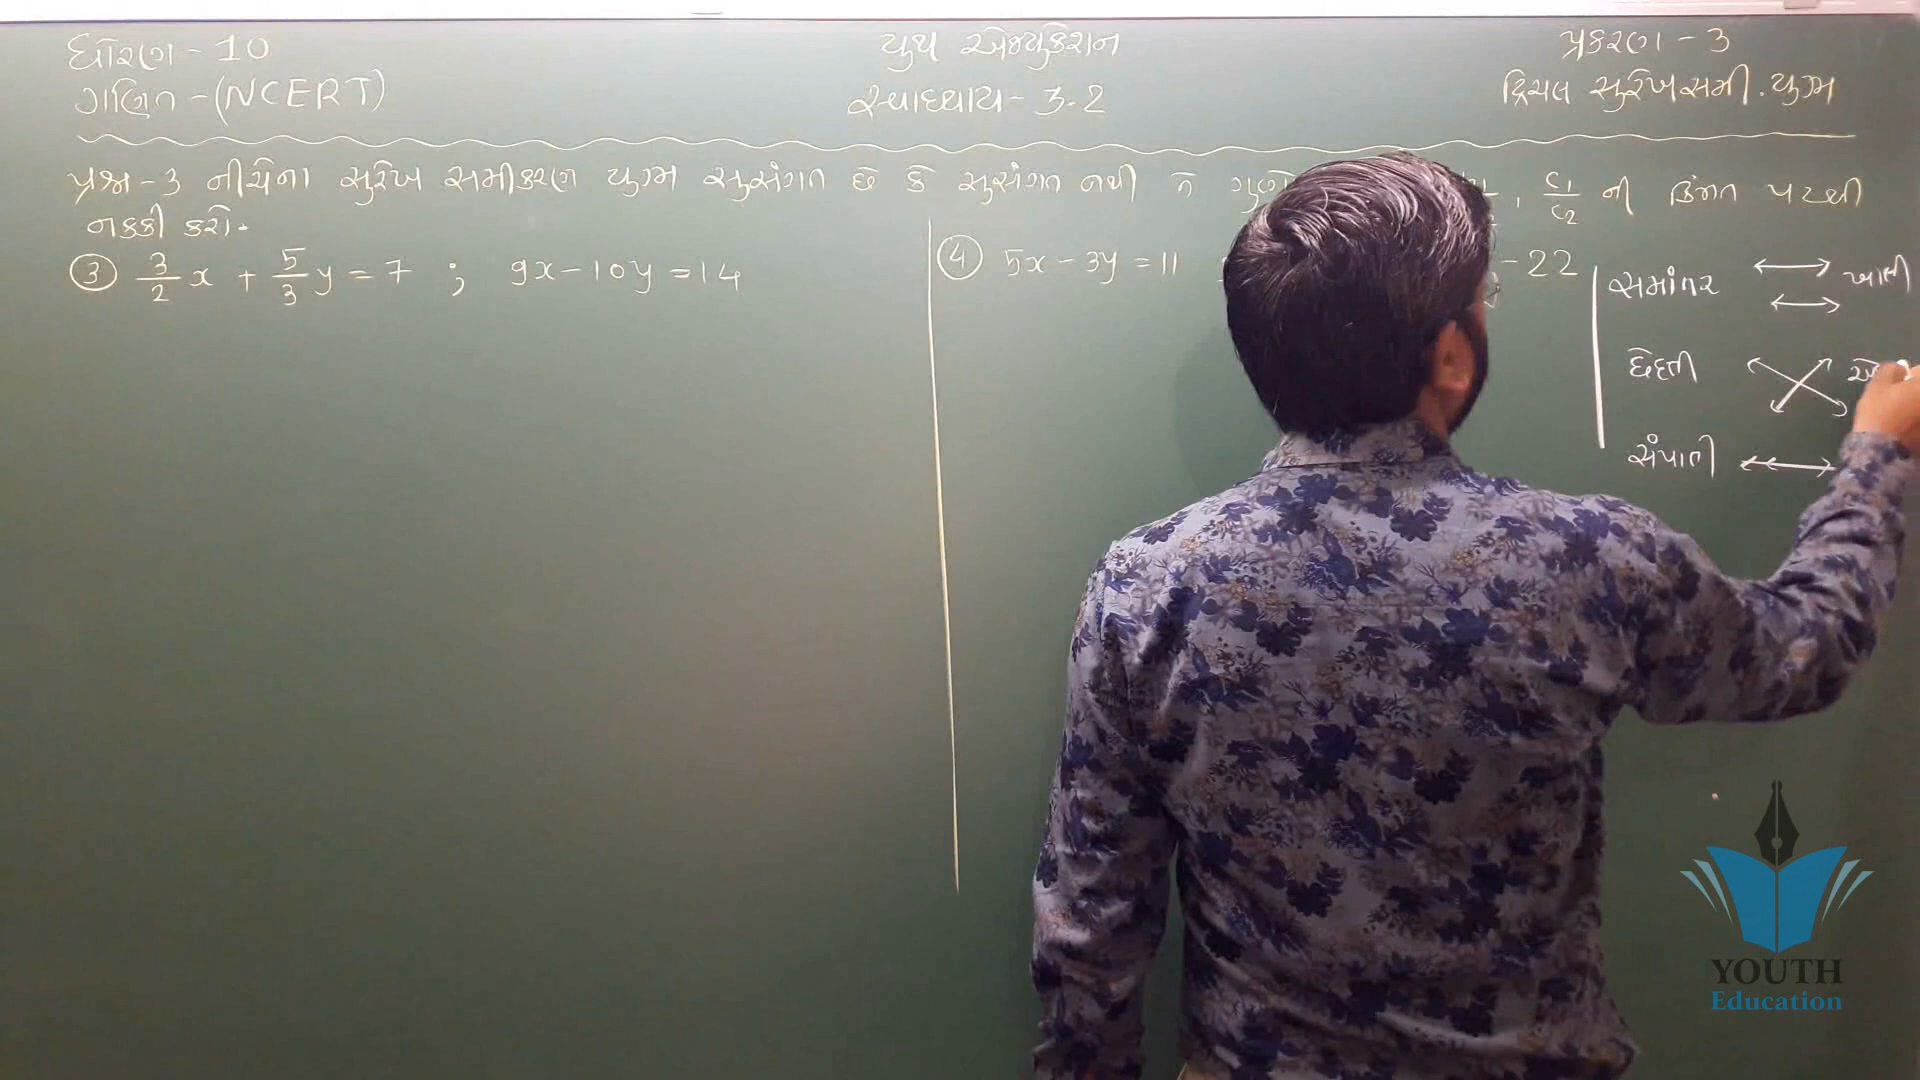 ધોરણ - 10
ગણિત - (NCERT)
યુથ એજ્યુકેશન
સ્વાધ્યાય - 3.2
પ્રકરણ - 3
દ્વિચલ સુરેખ સમી. યુગ્મ
પ્રશ્ન - 3 નીચેના સુરેખ સમીકરણ યુગ્મ સુસંગત છે કે સુસંગત નથી તે , c₁/c₂ ની કિંમત પરથી
નક્કી કરો.
③ 3/2 x + 5/3 y = 7 ; 9x - 10y = 14
④ 5x - 3y = 11 -22
સમાંતર ખાલી
છેદતી
સંપાતી
YOUTH
Education